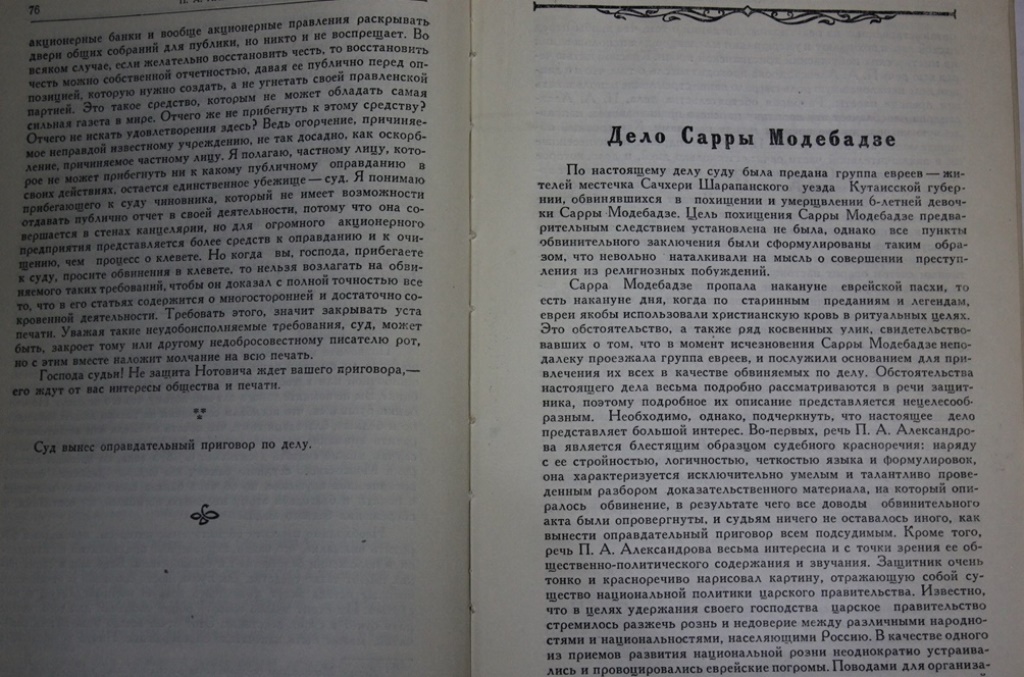 76
акционерные банки и вообще акционерные правления раскрывать
двери общих собраний для публики, но никто и не воспрещает. Во
всяком случае, если желательно восстановить честь, то восстановить
честь можно собственной отчетностью, давая ее публично перед оп-
позицией, которую нужно создать, а не угнетать своей правленской
партией. Это такое средство, которым не может обладать самая
сильная газета в мире. Отчего же не прибегнуть к этому средству?
Отчего не искать удовлетворения здесь? Ведь огорчение, причиняе-
мое неправдой известному учреждению, не так досадно, как оскорб-
ление, причиняемое частному лицу. Я полагаю, частному лицу, кото-
рое не может прибегнуть ни к какому публичному оправданию в
своих действиях, остается единственное убежище — суд. Я понимаю
прибегающего к суду чиновника, который не имеет возможности
отдавать публично отчет в своей деятельности, потому что она со-
вершается в стенах канцелярии, но для огромного акционерного
предприятия представляется более средств к оправданию и к очи-
щению, чем процесс о клевете. Но когда вы, господа, прибегаете
к суду, просите обвинения в клевете, то нельзя возлагать на обви-
няемого таких требований, чтобы он доказал с полной точностью все
то, что в его статьях содержится о многосторонней и достаточно со-
кровенной деятельности. Требовать этого, значит закрывать уста
печати. Уважая такие неудобоисполняемые требования, суд, может
быть, закроет тому или другому недобросовестному писателю рот,
но с этим вместе наложит молчание на всю печать.
Господа судьи! Не защита Нотовича ждет вашего приговора,—
его ждут от вас интересы общества и печати.
***
Суд вынес оправдательный приговор по делу.
Дело Сарры Модебадзе
По настоящему делу суду была предана группа евреев — жи-
телей местечка Сачхери Шарапанского уезда Кутаисской губер-
нии, обвинявшихся в похищении и умерщвлении 6-летней девоч-
ки Сарры Модебадзе. Цель похищения Сарры Модебадзе предва-
рительным следствием установлена не была, однако все пункты
обвинительного заключения были сформулированы таким обра-
зом, что невольно наталкивали на мысль о совершении преступ-
ления из религиозных побуждений.
Сарра Модебадзе пропала накануне еврейской пасхи, то
есть накануне дня, когда по старинным преданиям и легендам,
евреи якобы использовали христианскую кровь в ритуальных целях.
Это обстоятельство, а также ряд косвенных улик, свидетельство-
вавших о том, что в момент исчезновения Сарры Модебадзе непо-
далеку проезжала группа евреев, и послужили основанием для при-
влечения их всех в качестве обвиняемых по делу. Обстоятельства
настоящего дела весьма подробно рассматриваются в речи защит-
ника, поэтому подробное их описание представляется нецелесооб-
разным. Необходимо, однако, подчеркнуть, что настоящее дело
представляет большой интерес. Во-первых, речь П. А. Александро-
ва является блестящим образцом судебного красноречия: наряду
с ее стройностью, логичностью, четкостью языка и формулировок,
она характеризуется исключительно умелым и талантливо прове-
денным разбором доказательственного материала, на который опи-
ралось обвинение, в результате чего все доводы обвинительного
акта были опровергнуты, и судьям ничего не оставалось иного, как
вынести оправдательный приговор всем подсудимым. Кроме того,
речь П. А. Александрова весьма интересна и с точки зрения ее об-
щественно-политического содержания и звучания. Защитник очень
тонко и красноречиво нарисовал картину, отражающую собой су-
щество национальной политики царского правительства. Известно,
что в целях удержания своего господства царское правительство
стремилось разжечь рознь и недоверие между различными народно-
стями и национальностями, населяющими Россию. В качестве одного
из приемов развития национальной розни неоднократно устраива-
лись и провоцировались еврейские погромы. Поводами для организа-